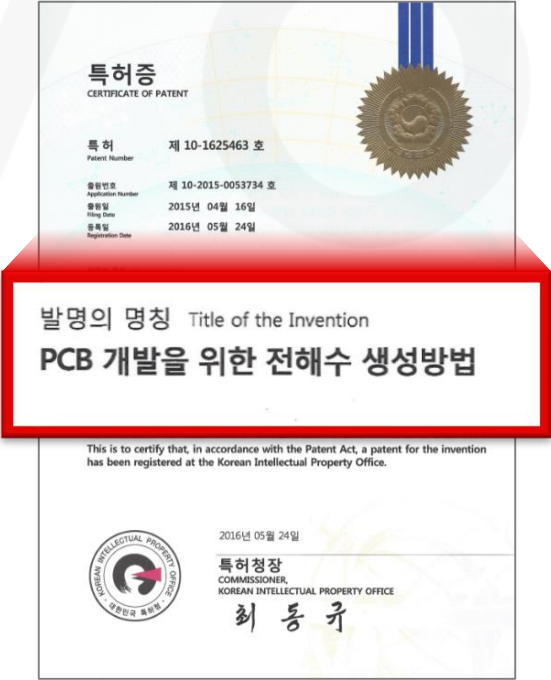 특허증
CERTIFICATE OF PATENT
특 허 제 10-1625463 호
Patent Number
출원번호 제 10-2015-0053734 호
Application Number
출원일 2015년 04월 16일
Filing Date
등록일 2016년 05월 24일
Registration Date
발명의 명칭 Title of the Invention
PCB 개발을 위한 전해수 생성방법
This is to certify that, in accordance with the Patent Act, a patent for the invention
has been registered at the Korean Intellectual Property Office.
2016년 05월 24일
특허청장
COMMISSIONER,
KOREAN INTELLECTUAL PROPERTY OFFICE
최 동 규
KOREAN INTELLECTUAL PROPERTY OFFICE
대한민국 특허청